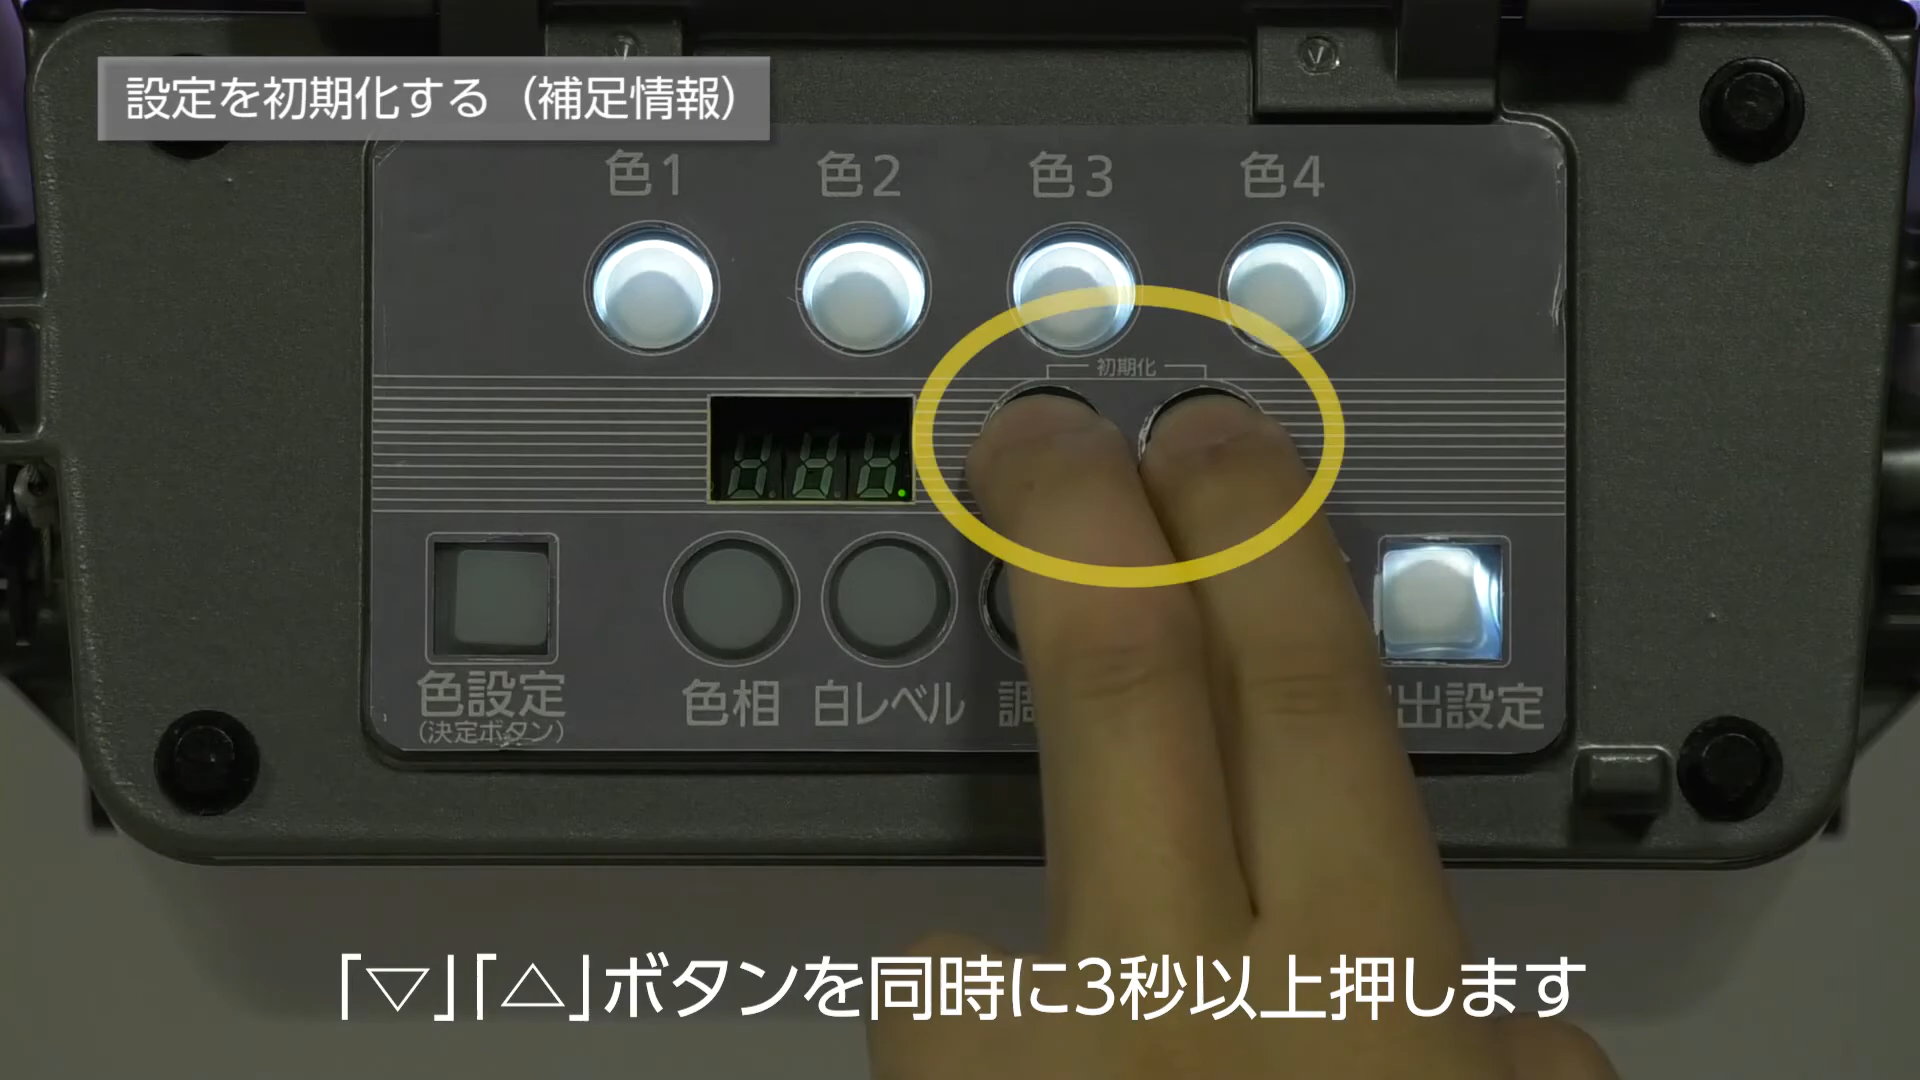 設定を初期化する（補足情報）
色1 色2 色3 色4
初期化
色設定 色相 白レベル 調 出設定
（決定ボタン）
「▽」「△」ボタンを同時に3秒以上押します